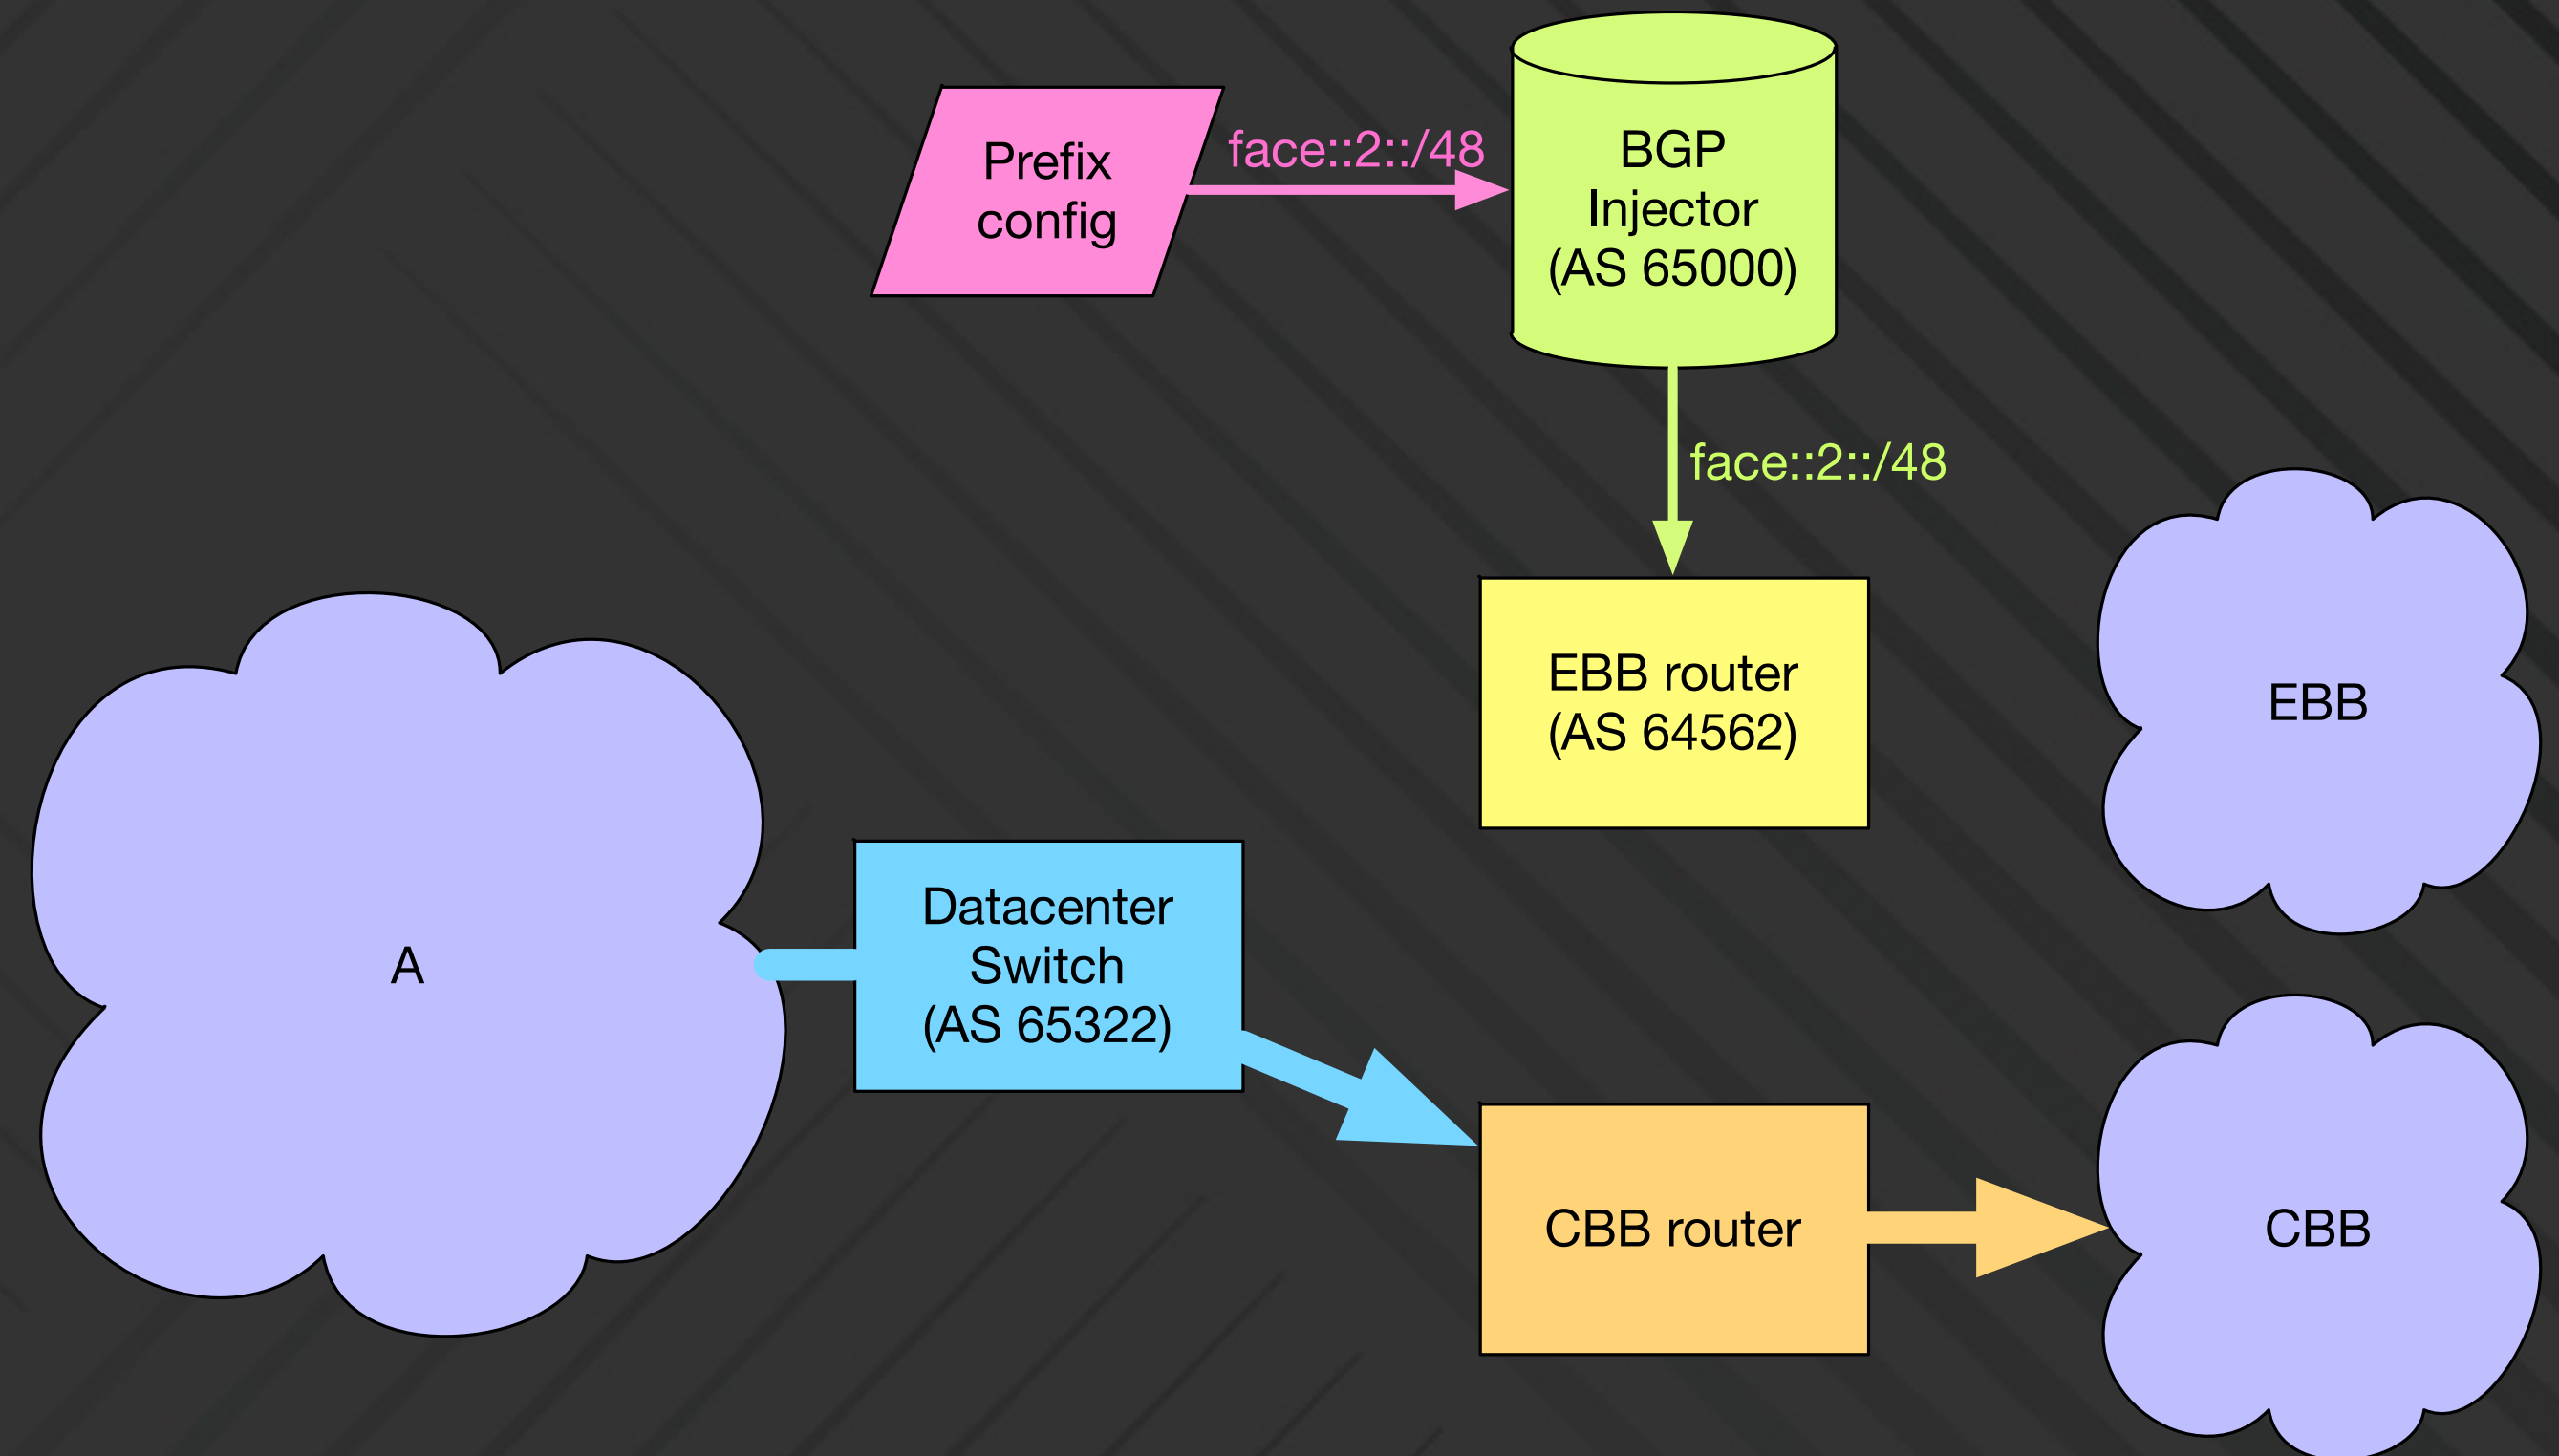 Prefix
config
face::2::/48
BGP
Injector
(AS 65000)
face::2::/48
EBB router
(AS 64562)
EBB
A
Datacenter
Switch
(AS 65322)
CBB router
CBB